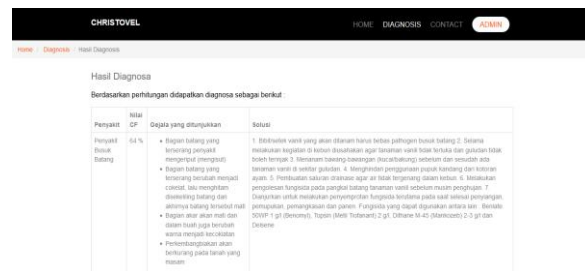 CHRISTOVEL
HOME DIAGNOSIS CONTACT ADMIN
Home / Diagnosis / Hasil Diagnosis
Hasil Diagnosa
Berdasarkan perhitungan didapatkan diagnosa sebagai berikut :
Penyakit
Nilai CF
Gejala yang ditunjukkan
Solusi
Penyakit
Busuk
Batang
64 %
Bagian batang yang
terserang penyakit
mengeriput (mengisut)
Bagian batang yang
terserang berubah menjadi
coklat, lalu menghitam
disekeliling batang dan
akhirnya batang tersebut mati
Bagian akar akan mati dan
dalam buah juga berubah
warna menjadi kecoklatan
Perkembangbiakan akan
berkurang pada tanah yang
masam
1. Bibit/setek vanili yang akan ditanam harus bebas pathogen busuk batang 2. Selama
melakukan kegiatan di kebun diusahakan agar tanaman vanili tidak terluka dan guludan tidak
boleh terinjak 3. Menanam bawang-bawangan (kucai/bakung) sebelum dan sesudah ada
tanaman vanili di sekitar guludan 4. Menghindari penggunaan pupuk kandang dari kotoran
ayam. 5. Pembuatan saluran drainase agar air tidak tergenang dalam kebun. 6. Melakukan
pengolesan fungisida pada pangkal batang tanaman vanili sebelum musim penghujan. 7.
Dianjurkan untuk melakukan penyemprotan fungisida terutama pada saat selesai penyiangan,
pemupukan, pemangkasan dan panen. Fungisida yang dapat digunakan antara lain : Benlate
50WP 1 g/l (Benomyl), Topsin (Metil Tiofanant) 2 g/l, Dithane M-45 (Mankozeb) 2-3 g/l dan